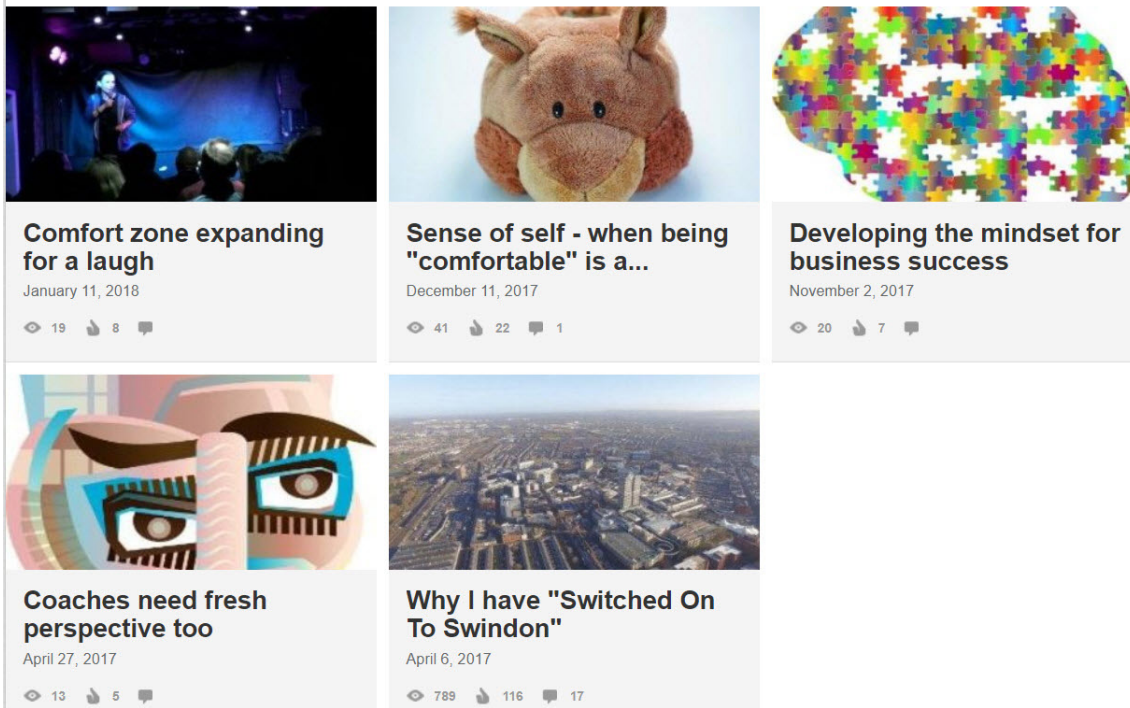 Comfort zone expanding
for a laugh
January 11, 2018
19 8
Sense of self - when being
"comfortable" is a...
December 11, 2017
41 22 1
Developing the mindset for
business success
November 2, 2017
20 7
Coaches need fresh
perspective too
April 27, 2017
13 5
Why I have "Switched On
To Swindon"
April 6, 2017
789 116 17